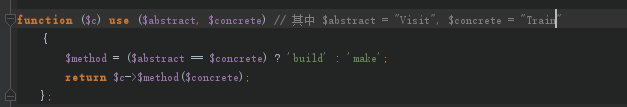 function ($c) use ($abstract, $concrete) // 其中 $abstract = "Visit", $concrete = "Train"
{
$method = ($abstract == $concrete) ? 'build' : 'make';
return $c->$method($concrete);
};